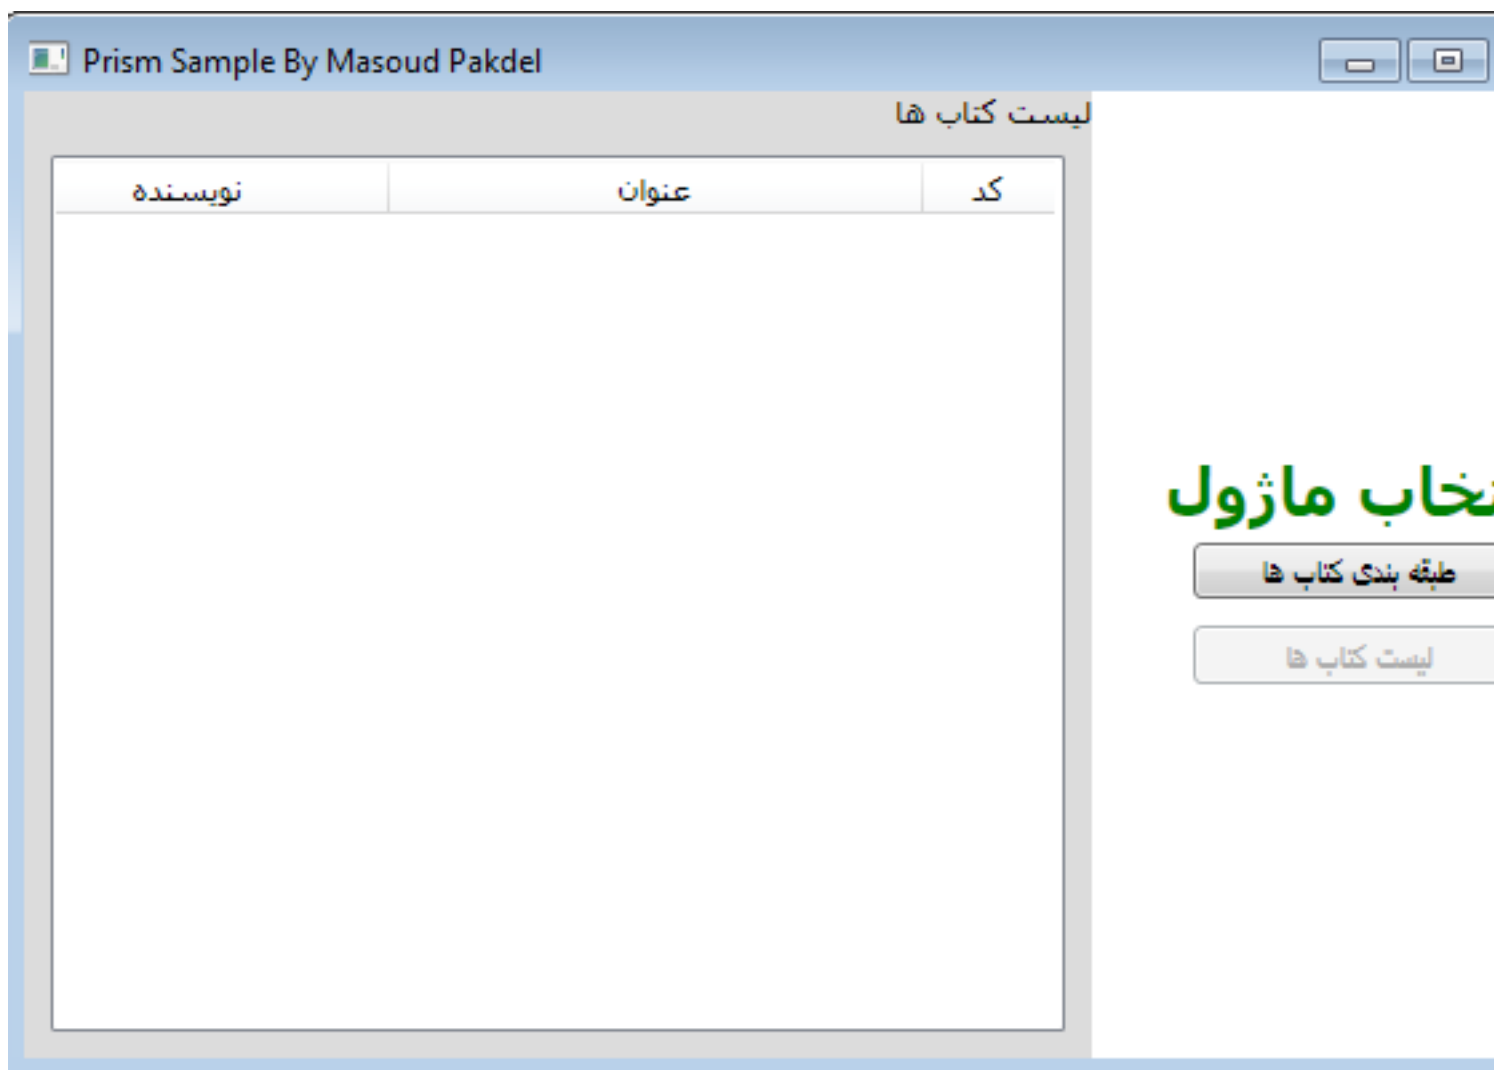 Prism Sample By Masoud Pakdel
لیست کتاب ها
کد عنوان نویسنده
ماژول
طبقه بندی کتاب ها
لیست کتاب ها